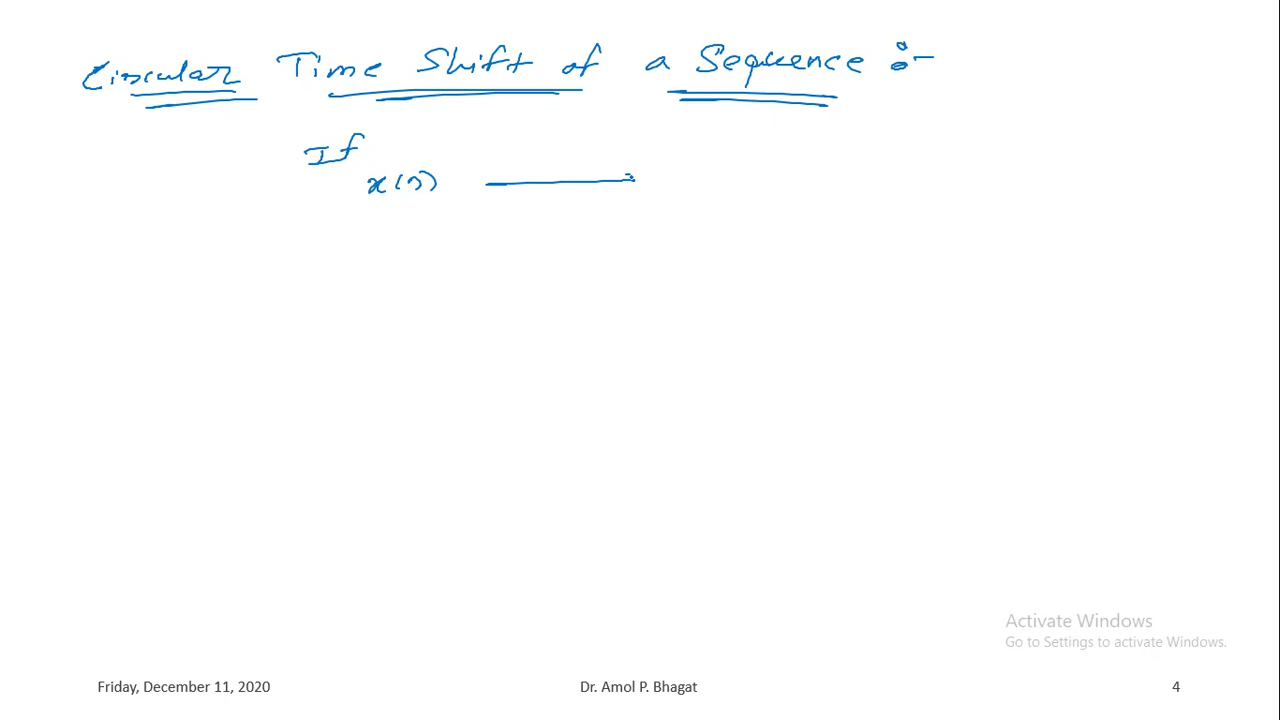 Circular Time Shift of a Sequence :-
If
x(n)
Activate Windows
Go to Settings to activate Windows.
Friday, December 11, 2020 Dr. Amol P. Bhagat 4